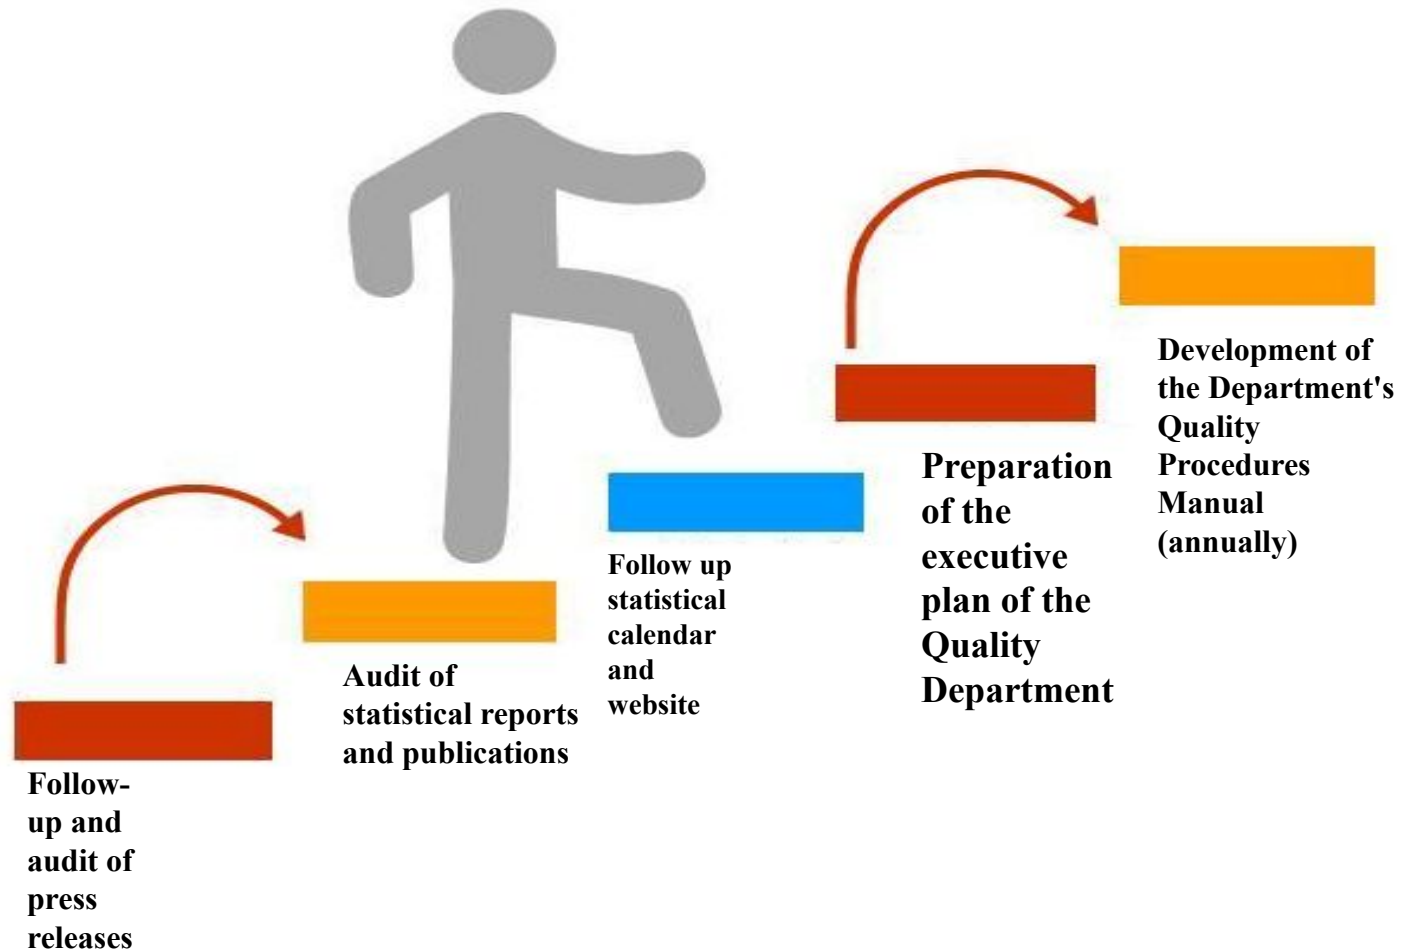 Follow-
up and
audit of
press
releases
Audit of
statistical reports
and publications
Follow up
statistical
calendar
and
website
Preparation
of the
executive
plan of the
Quality
Department
Development of
the Department's
Quality
Procedures
Manual
(annually)